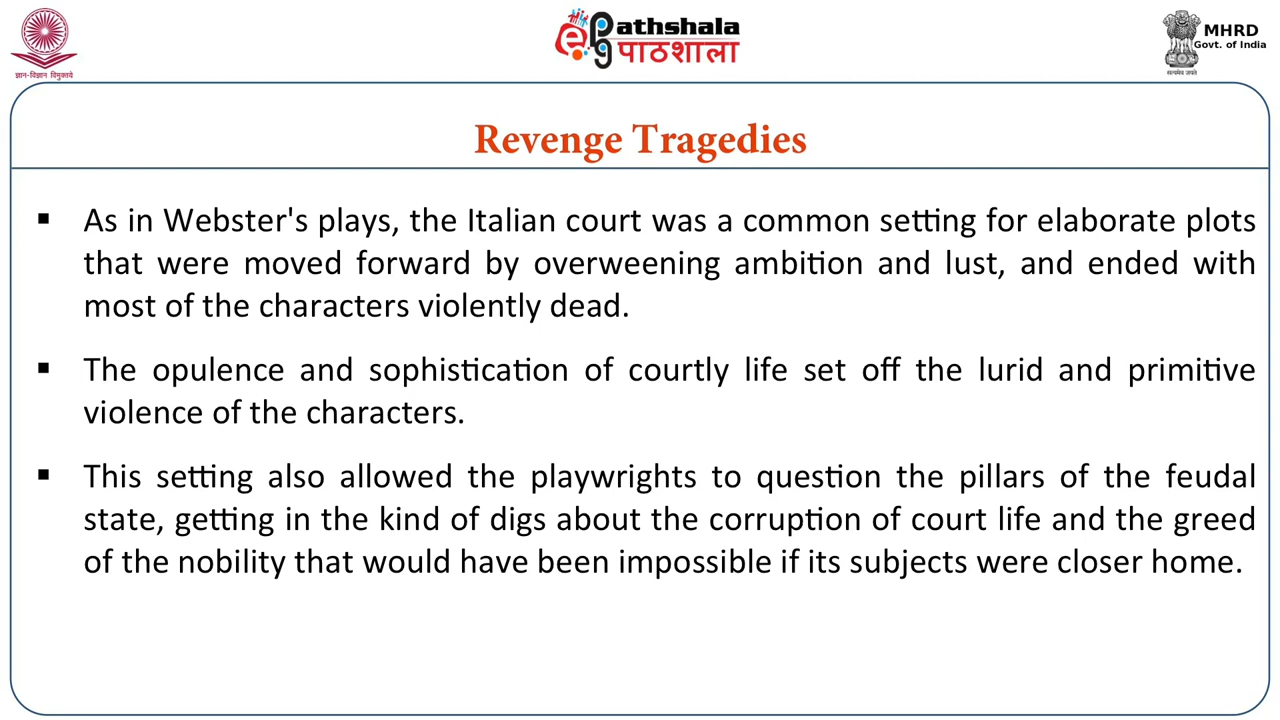 ज्ञान-विज्ञान विमुक्तये
ePG Pathshala
पाठशाला
MHRD
Govt. of India
सत्यमेव जयते
Revenge Tragedies
▪ As in Webster's plays, the Italian court was a common setting for elaborate plots
that were moved forward by overweening ambition and lust, and ended with
most of the characters violently dead.
▪ The opulence and sophistication of courtly life set off the lurid and primitive
violence of the characters.
▪ This setting also allowed the playwrights to question the pillars of the feudal
state, getting in the kind of digs about the corruption of court life and the greed
of the nobility that would have been impossible if its subjects were closer home.